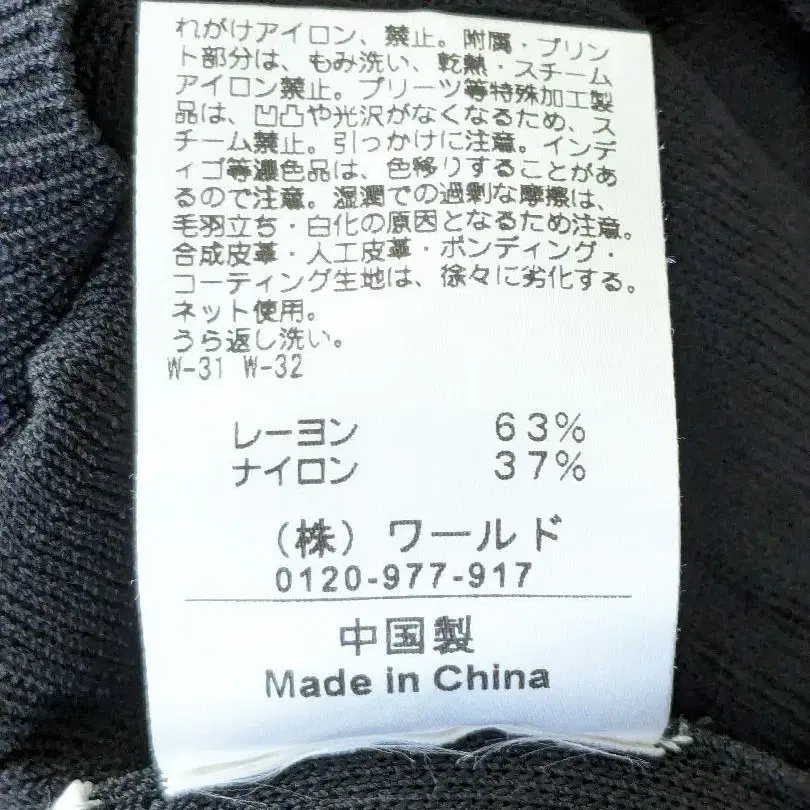 れがけアイロン、禁止。附属・プリン
ト部分は、もみ洗い、乾熱・スチーム
アイロン禁止。プリーツ等特殊加工製
品は、凹凸や光沢がなくなるため、ス
チーム禁止。引っかけに注意。インデ
ィゴ等濃色品は、色移りすることがあ
るので注意。湿潤での過剰な摩擦は、
毛羽立ち・白化の原因となるため注意。
合成皮革・人工皮革・ボンディング・
コーティング生地は、徐々に劣化する。
ネット使用。
うら返し洗い。
W-31 W-32
レーヨン 63%
ナイロン 37%
(株) ワールド
0120-977-917
中国製
Made in China